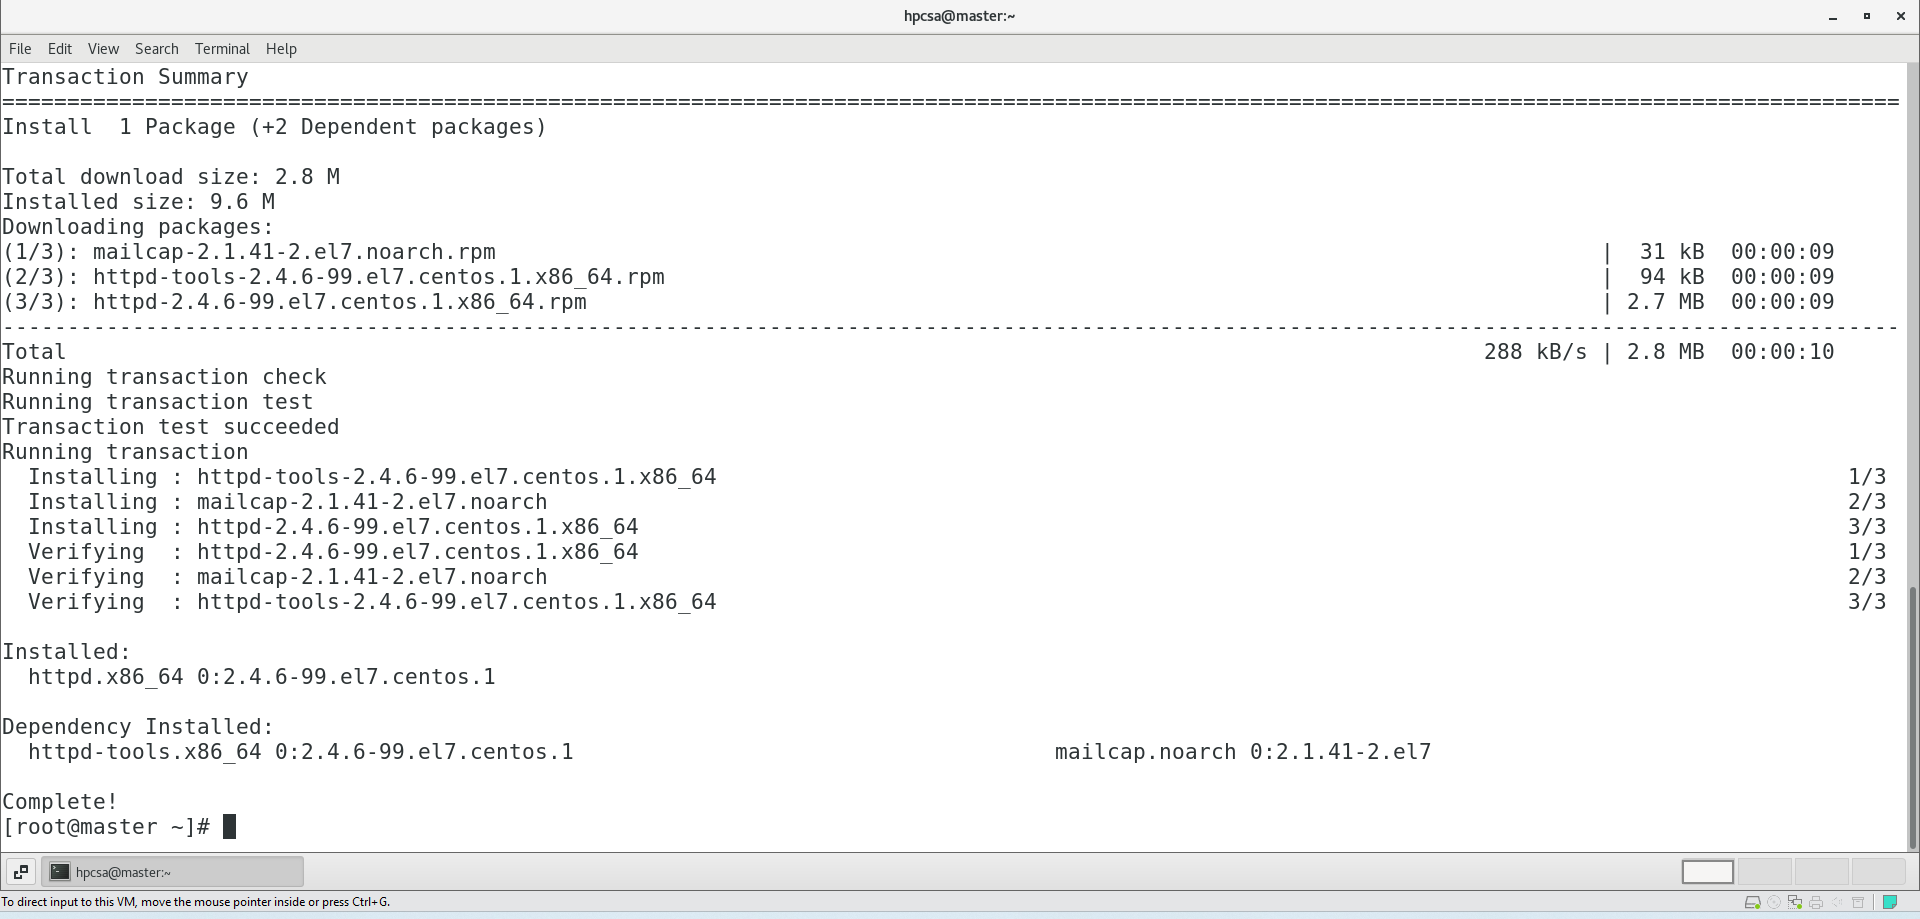 hpcsa@master:~
File Edit View Search Terminal Help
Transaction Summary
==================================================================================================================================================
Install  1 Package (+2 Dependent packages)
Total download size: 2.8 M
Installed size: 9.6 M
Downloading packages:
(1/3): mailcap-2.1.41-2.el7.noarch.rpm | 31 kB 00:00:09
(2/3): httpd-tools-2.4.6-99.el7.centos.1.x86_64.rpm | 94 kB 00:00:09
(3/3): httpd-2.4.6-99.el7.centos.1.x86_64.rpm | 2.7 MB 00:00:09
--------------------------------------------------------------------------------------------------------------------------------------------------
Total 288 kB/s | 2.8 MB 00:00:10
Running transaction check
Running transaction test
Transaction test succeeded
Running transaction
Installing : httpd-tools-2.4.6-99.el7.centos.1.x86_64 1/3
Installing : mailcap-2.1.41-2.el7.noarch 2/3
Installing : httpd-2.4.6-99.el7.centos.1.x86_64 3/3
Verifying  : httpd-2.4.6-99.el7.centos.1.x86_64 1/3
Verifying  : mailcap-2.1.41-2.el7.noarch 2/3
Verifying  : httpd-tools-2.4.6-99.el7.centos.1.x86_64 3/3
Installed:
httpd.x86_64 0:2.4.6-99.el7.centos.1
Dependency Installed:
httpd-tools.x86_64 0:2.4.6-99.el7.centos.1 mailcap.noarch 0:2.1.41-2.el7
Complete!
[root@master ~]#
hpcsa@master:~
To direct input to this VM, move the mouse pointer inside or press Ctrl+G.